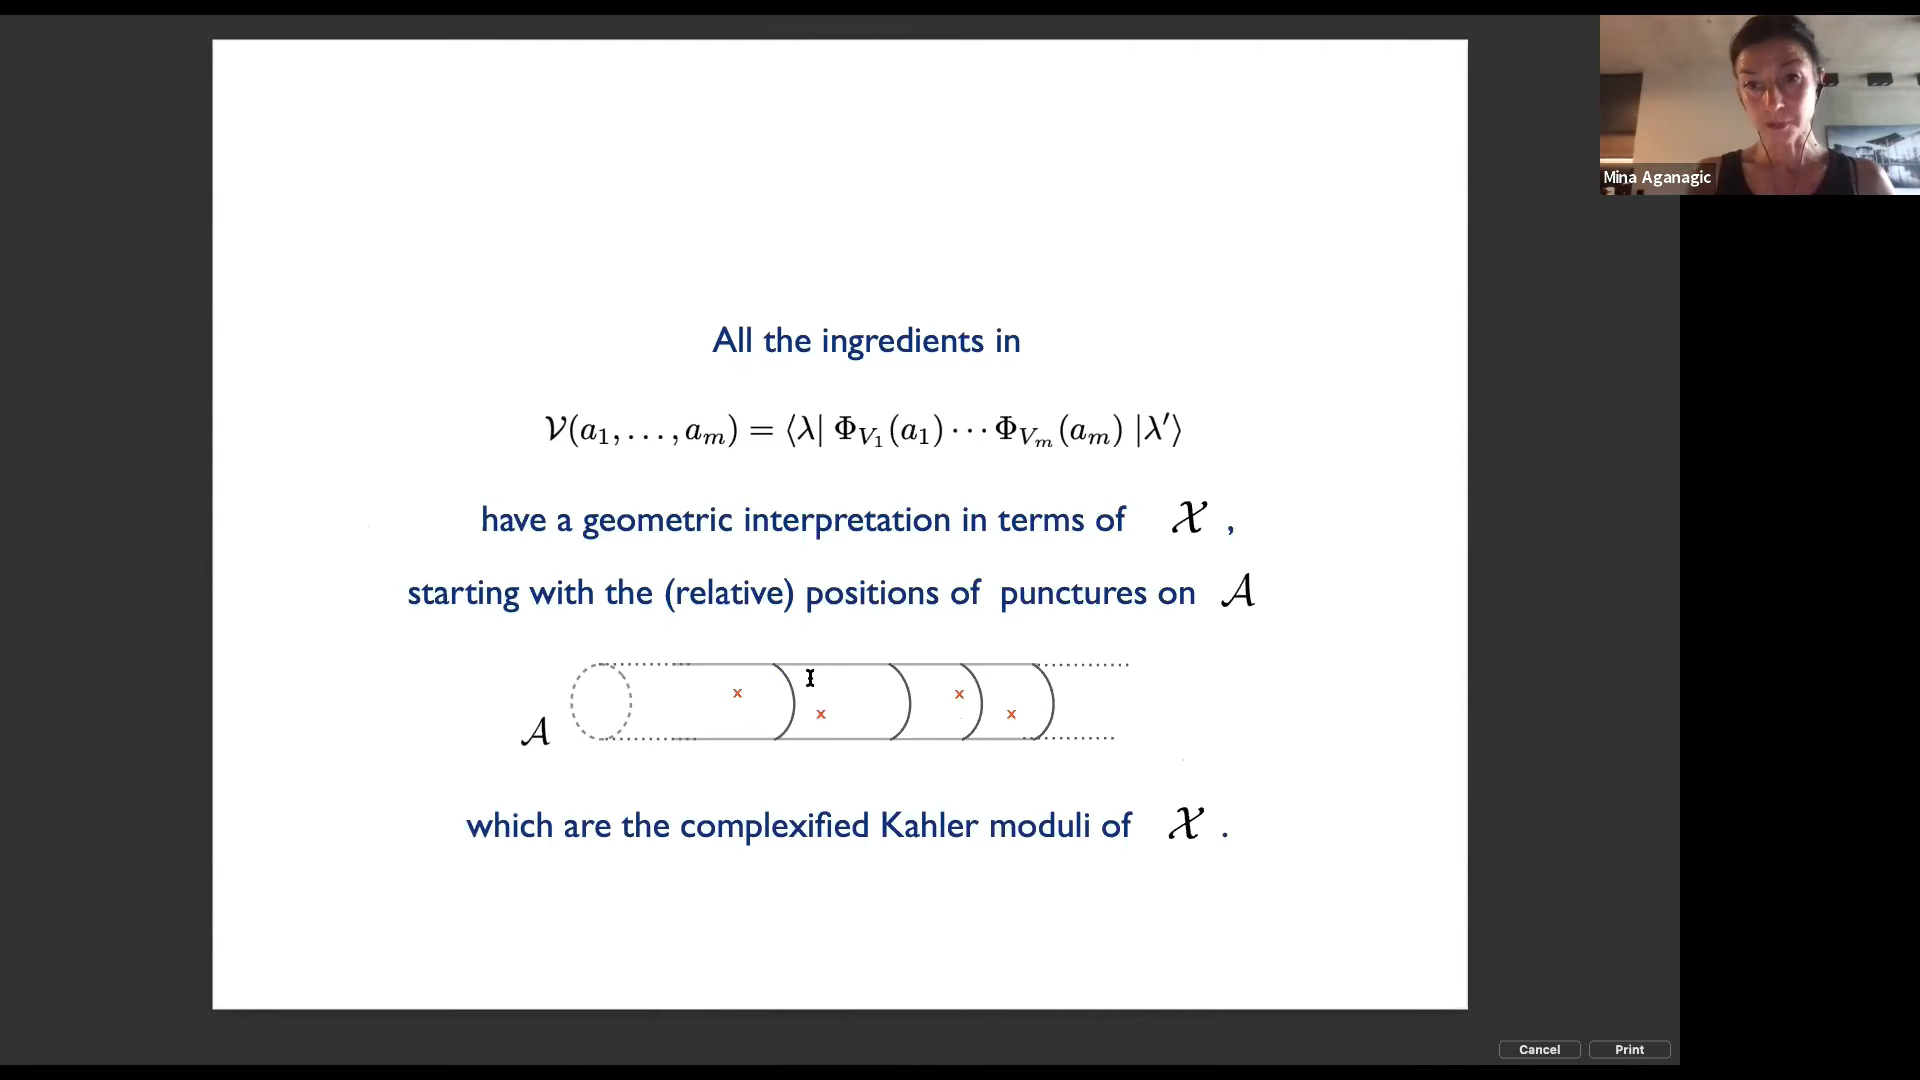 All the ingredients in
𝒱(a₁, . . . , aₘ) = ⟨λ| Φ_{V₁}(a₁) · · · Φ_{Vₘ}(aₘ) |λ′⟩
have a geometric interpretation in terms of 𝒳 ,
starting with the (relative) positions of punctures on 𝒜
x x x x
𝒜
which are the complexified Kahler moduli of 𝒳 .
Mina Aganagic
Cancel Print